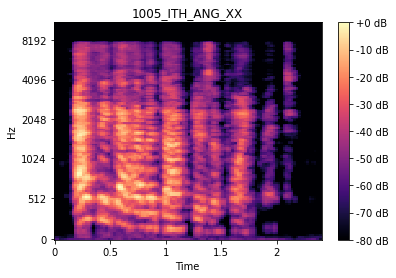 1005_ITH_ANG_XX
+0 dB
8192
-10 dB
4096
-20 dB
-30 dB
2048
Hz
-40 dB
1024
-50 dB
512
-60 dB
-70 dB
0
-80 dB
0
0.5
1
1.5
2
Time